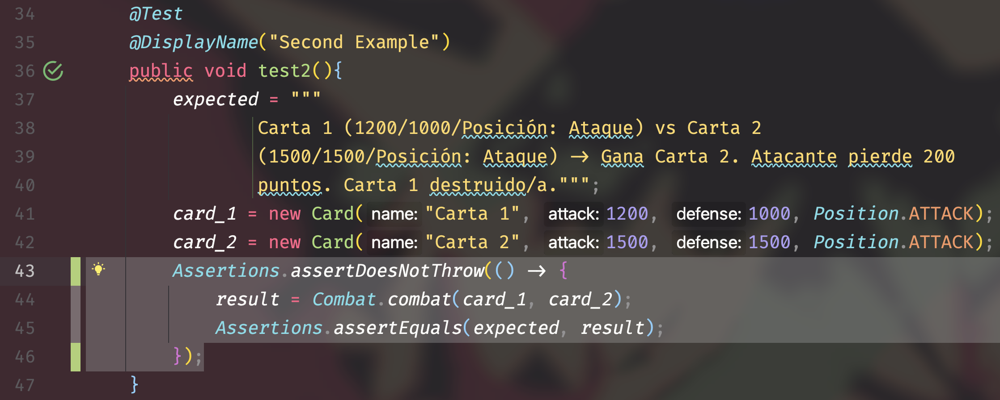 34 @Test
35 @DisplayName("Second Example")
36 public void test2(){
37 expected = """
38 Carta 1 (1200/1000/Posición: Ataque) vs Carta 2
39 (1500/1500/Posición: Ataque) → Gana Carta 2. Atacante pierde 200
40 puntos. Carta 1 destruido/a.""";
41 card_1 = new Card( name: "Carta 1", attack: 1200, defense: 1000, Position.ATTACK);
42 card_2 = new Card( name: "Carta 2", attack: 1500, defense: 1500, Position.ATTACK);
43 Assertions.assertDoesNotThrow(() → {
44 result = Combat.combat(card_1, card_2);
45 Assertions.assertEquals(expected, result);
46 });
47 }